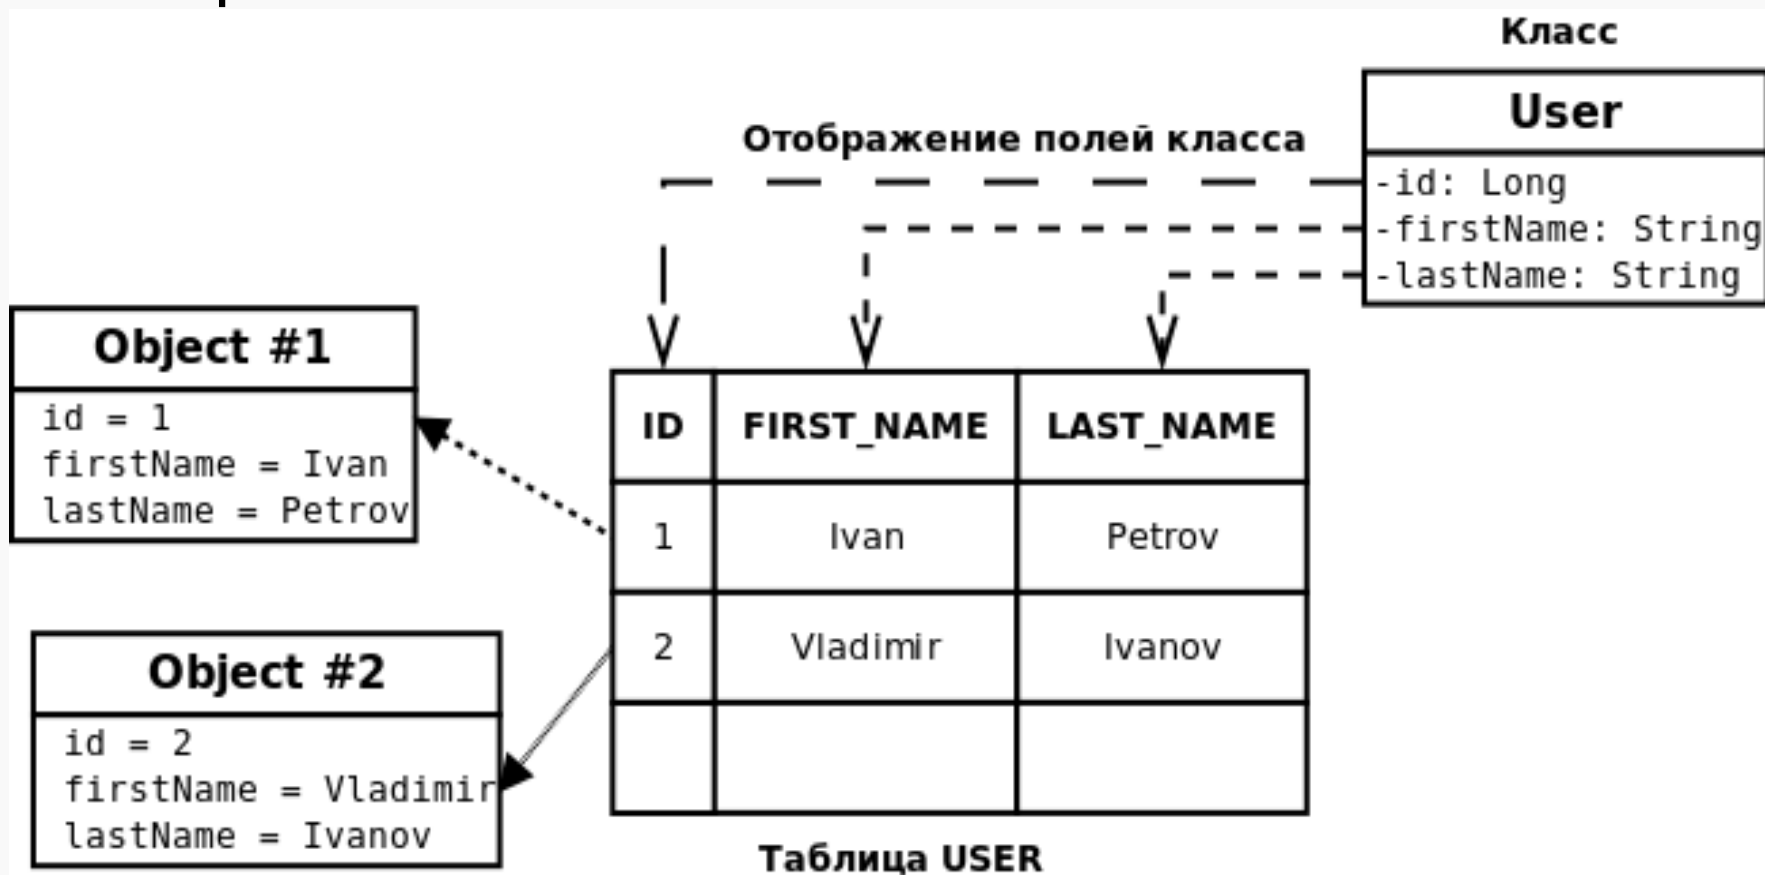 Класс
User
-id: Long
-firstName: String
-lastName: String
Отображение полей класса
Object #1
id = 1
firstName = Ivan
lastName = Petrov
ID FIRST_NAME LAST_NAME
1 Ivan Petrov
2 Vladimir Ivanov
Object #2
id = 2
firstName = Vladimir
lastName = Ivanov
Таблица USER